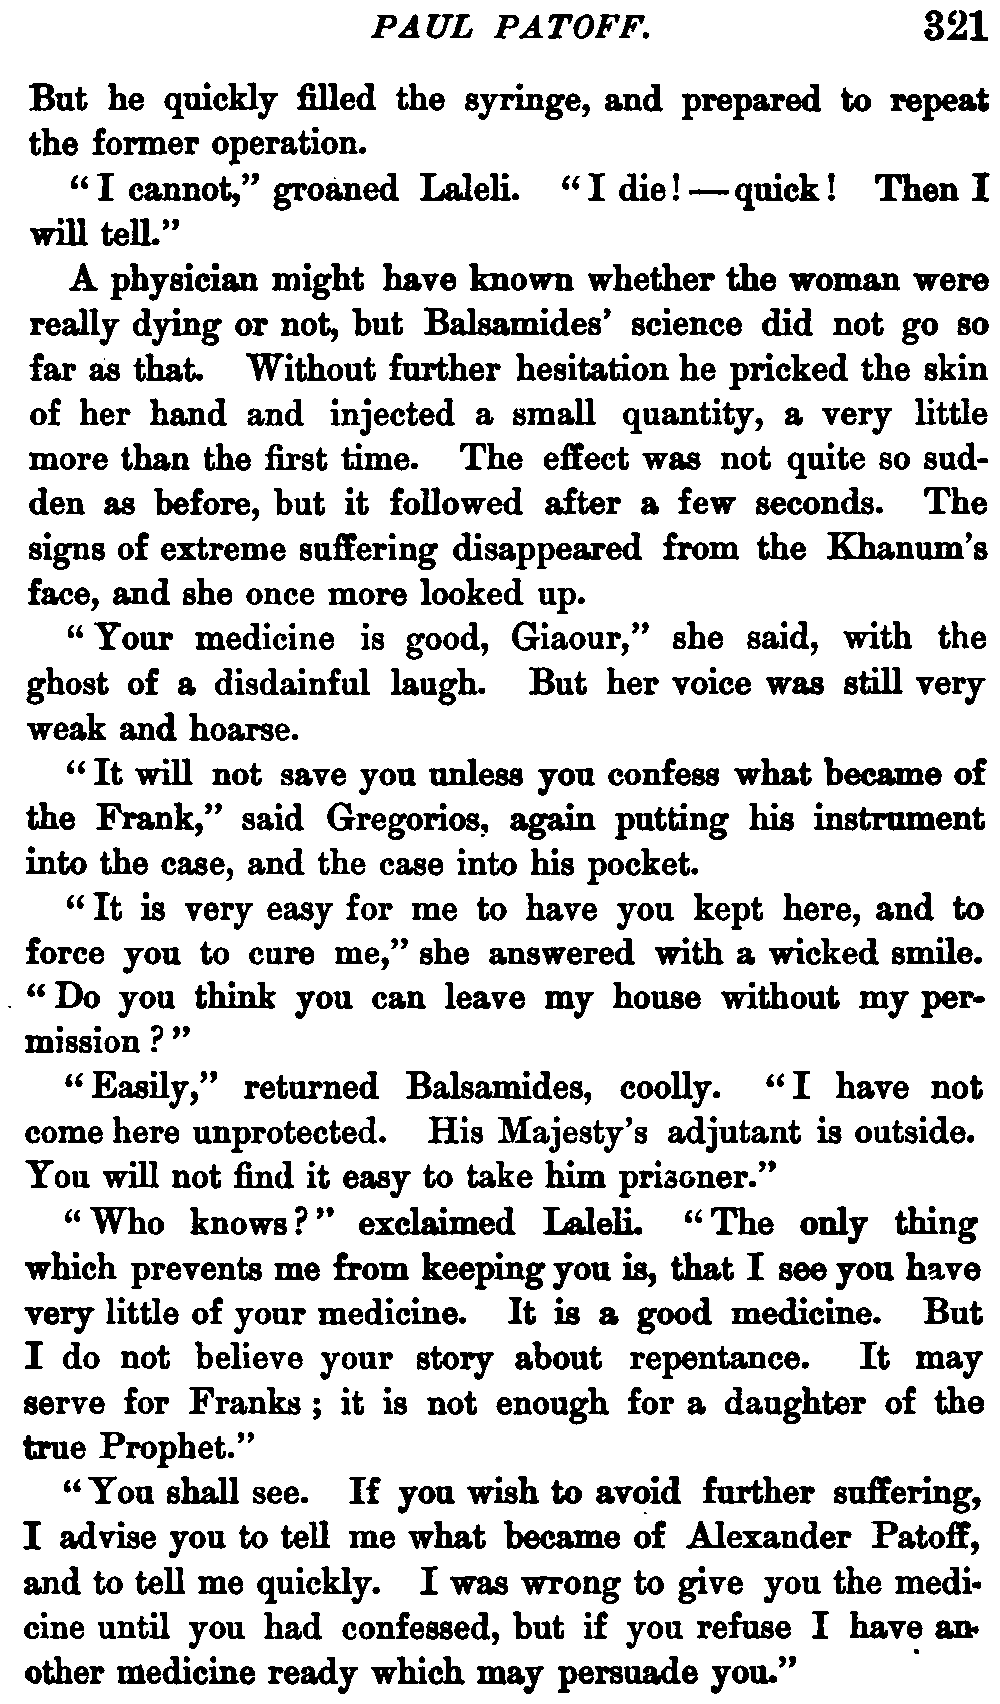 PAUL PATOFF. 321
But he quickly filled the syringe, and prepared to repeat
the former operation.
"I cannot," groaned Laleli. "I die!—quick! Then I
will tell."
A physician might have known whether the woman were
really dying or not, but Balsamides' science did not go so
far as that. Without further hesitation he pricked the skin
of her hand and injected a small quantity, a very little
more than the first time. The effect was not quite so sud-
den as before, but it followed after a few seconds. The
signs of extreme suffering disappeared from the Khanum's
face, and she once more looked up.
"Your medicine is good, Giaour," she said, with the
ghost of a disdainful laugh. But her voice was still very
weak and hoarse.
"It will not save you unless you confess what became of
the Frank," said Gregorios, again putting his instrument
into the case, and the case into his pocket.
"It is very easy for me to have you kept here, and to
force you to cure me," she answered with a wicked smile.
"Do you think you can leave my house without my per-
mission?"
"Easily," returned Balsamides, coolly. "I have not
come here unprotected. His Majesty's adjutant is outside.
You will not find it easy to take him prisoner."
"Who knows?" exclaimed Laleli. "The only thing
which prevents me from keeping you is, that I see you have
very little of your medicine. It is a good medicine. But
I do not believe your story about repentance. It may
serve for Franks; it is not enough for a daughter of the
true Prophet."
"You shall see. If you wish to avoid further suffering,
I advise you to tell me what became of Alexander Patoff,
and to tell me quickly. I was wrong to give you the medi-
cine until you had confessed, but if you refuse I have an-
other medicine ready which may persuade you."